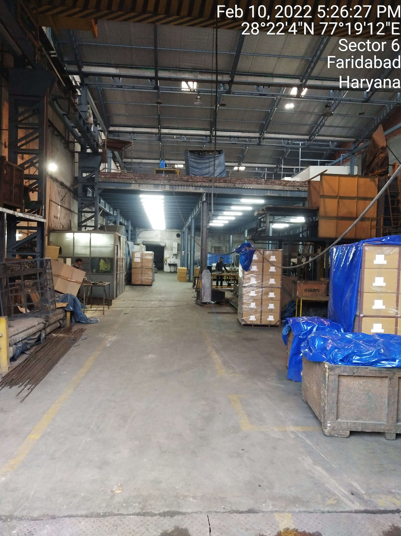 Feb 10, 2022 5:26:27 PM
28°22'4"N 77°19'12"E
Sector 6
Faridabad
Haryana